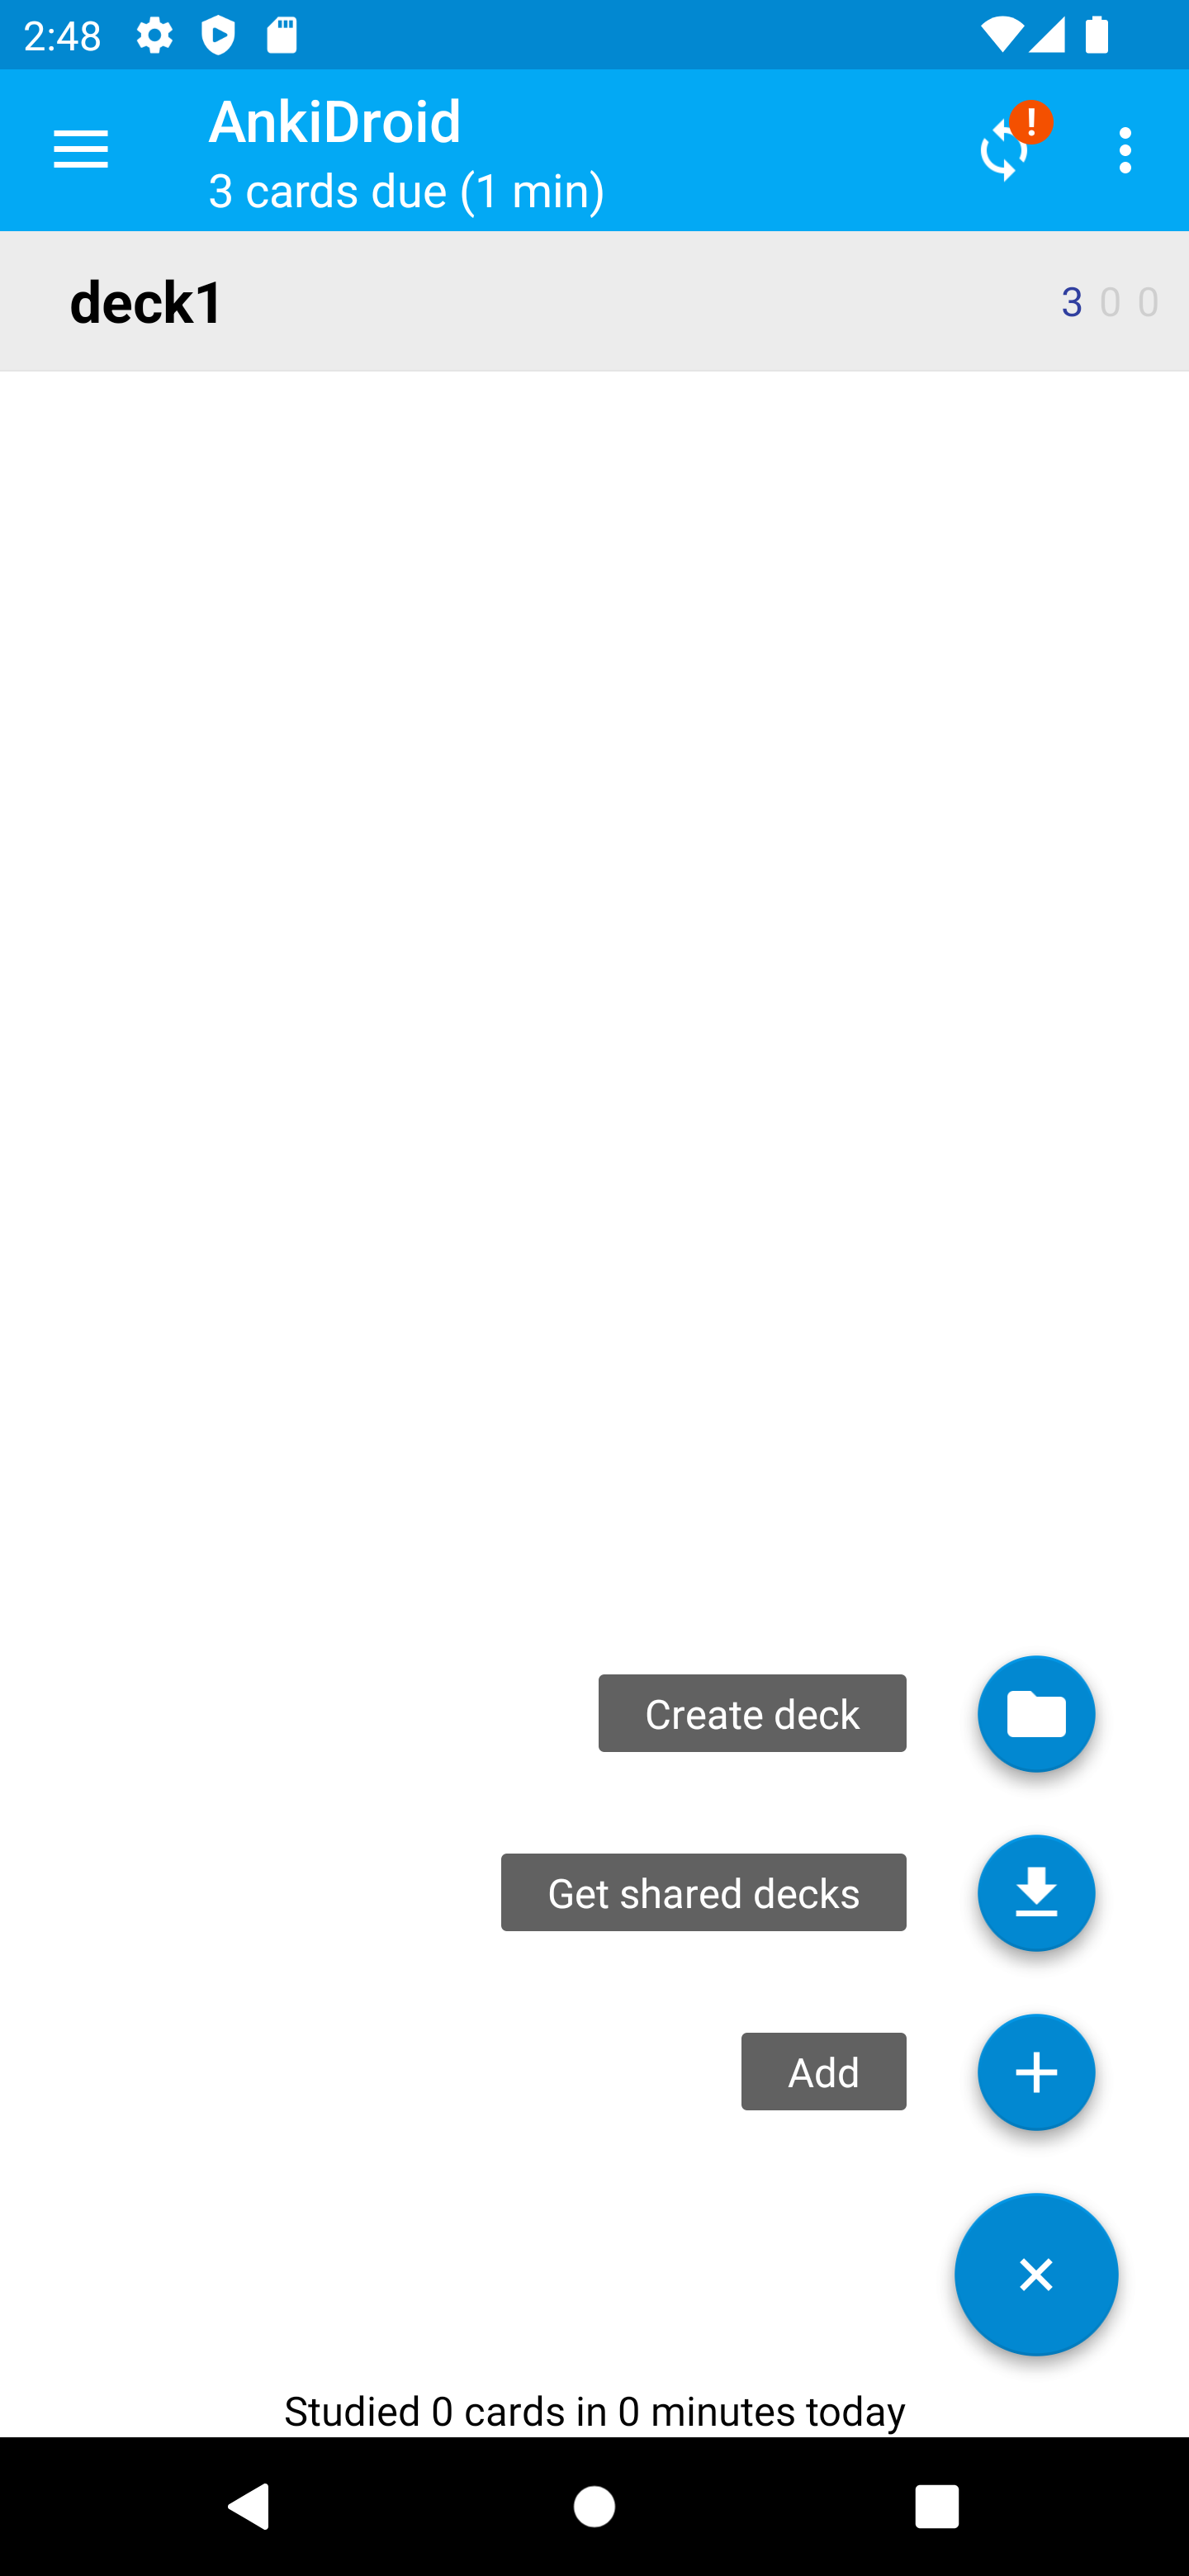 2:48
AnkiDroid
3 cards due (1 min)
deck1 3 0 0
Create deck
Get shared decks
Add
Studied 0 cards in 0 minutes today